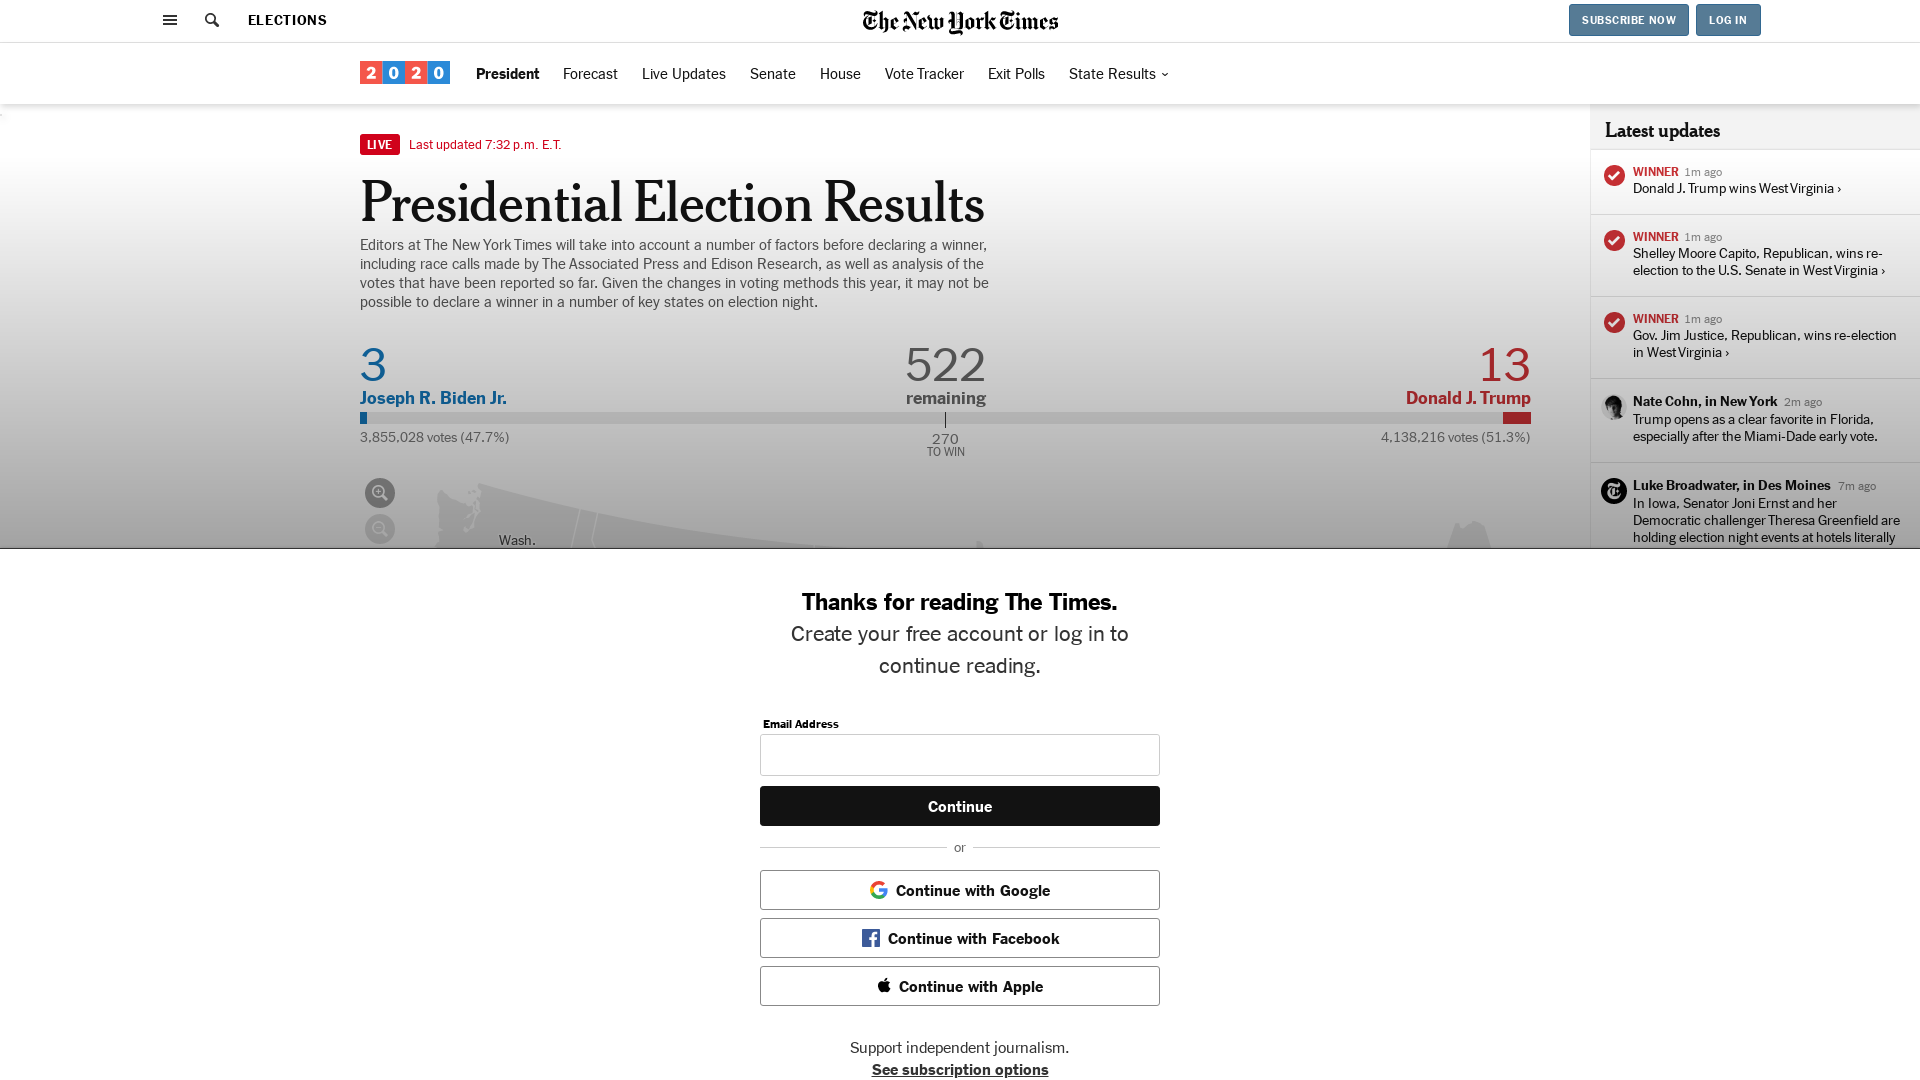 ELECTIONS
The New York Times
SUBSCRIBE NOW
LOG IN
2020
President
Forecast
Live Updates
Senate
House
Vote Tracker
Exit Polls
State Results
LIVE
Last updated 7:32 p.m. E.T.
Presidential Election Results
Editors at The New York Times will take into account a number of factors before declaring a winner,
including race calls made by The Associated Press and Edison Research, as well as analysis of the
votes that have been reported so far. Given the changes in voting methods this year, it may not be
possible to declare a winner in a number of key states on election night.
3
522
13
Joseph R. Biden Jr.
remaining
Donald J. Trump
3,855,028 votes (47.7%)
270
TO WIN
4,138,216 votes (51.3%)
Wash.
Latest updates
WINNER 1m ago
Donald J. Trump wins West Virginia ›
WINNER 1m ago
Shelley Moore Capito, Republican, wins re-
election to the U.S. Senate in West Virginia ›
WINNER 1m ago
Gov. Jim Justice, Republican, wins re-election
in West Virginia ›
Nate Cohn, in New York 2m ago
Trump opens as a clear favorite in Florida,
especially after the Miami-Dade early vote.
Luke Broadwater, in Des Moines 7m ago
In Iowa, Senator Joni Ernst and her
Democratic challenger Theresa Greenfield are
holding election night events at hotels literally
Thanks for reading The Times.
Create your free account or log in to
continue reading.
Email Address
Continue
or
Continue with Google
Continue with Facebook
Continue with Apple
Support independent journalism.
See subscription options